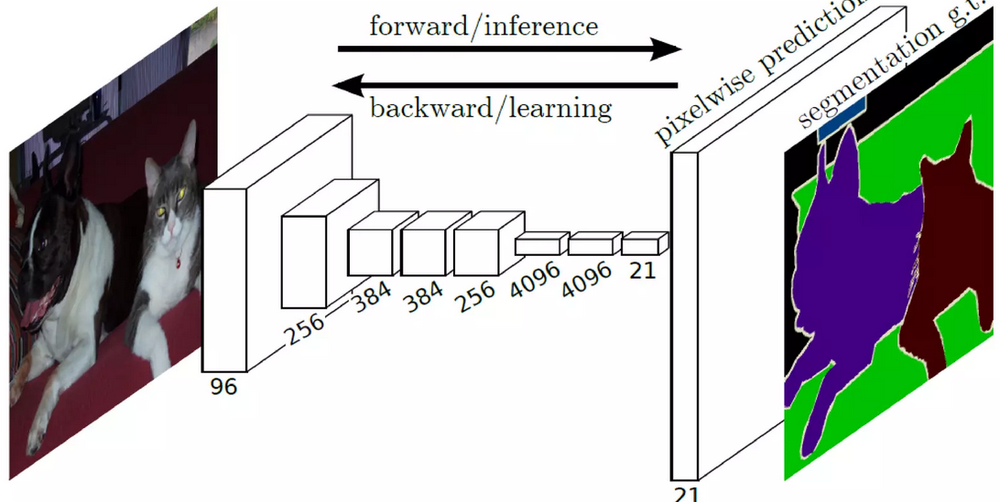 forward/inference
backward/learning
pixelwise prediction
segmentation g.t.
96
256
384
384
256
4096
4096
21
21